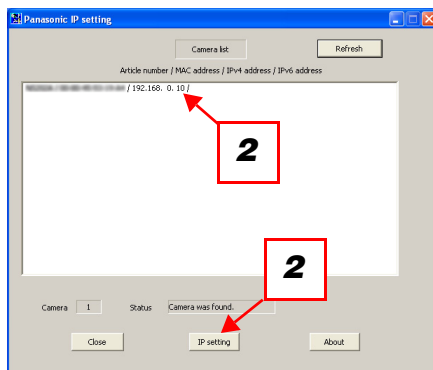 Panasonic IP setting
Camera list
Refresh
Article number / MAC address / IPv4 address / IPv6 address
/ 192.168. 0. 10 /
2
2
Camera 1 Status Camera was found.
Close IP setting About